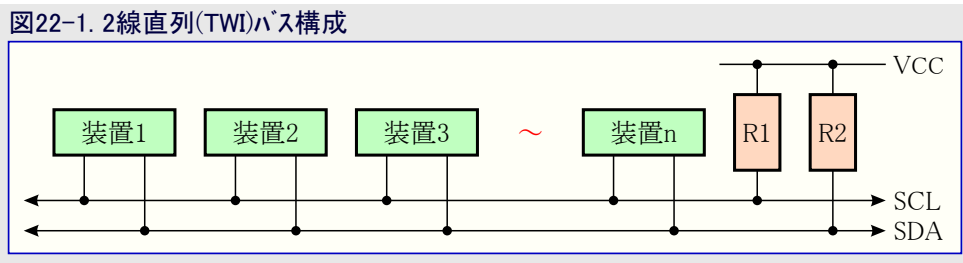 図22-1. 2線直列(TWI)ﾊﾞｽ構成
VCC
装置1 装置2 装置3 ～ 装置n R1 R2
SCL
SDA